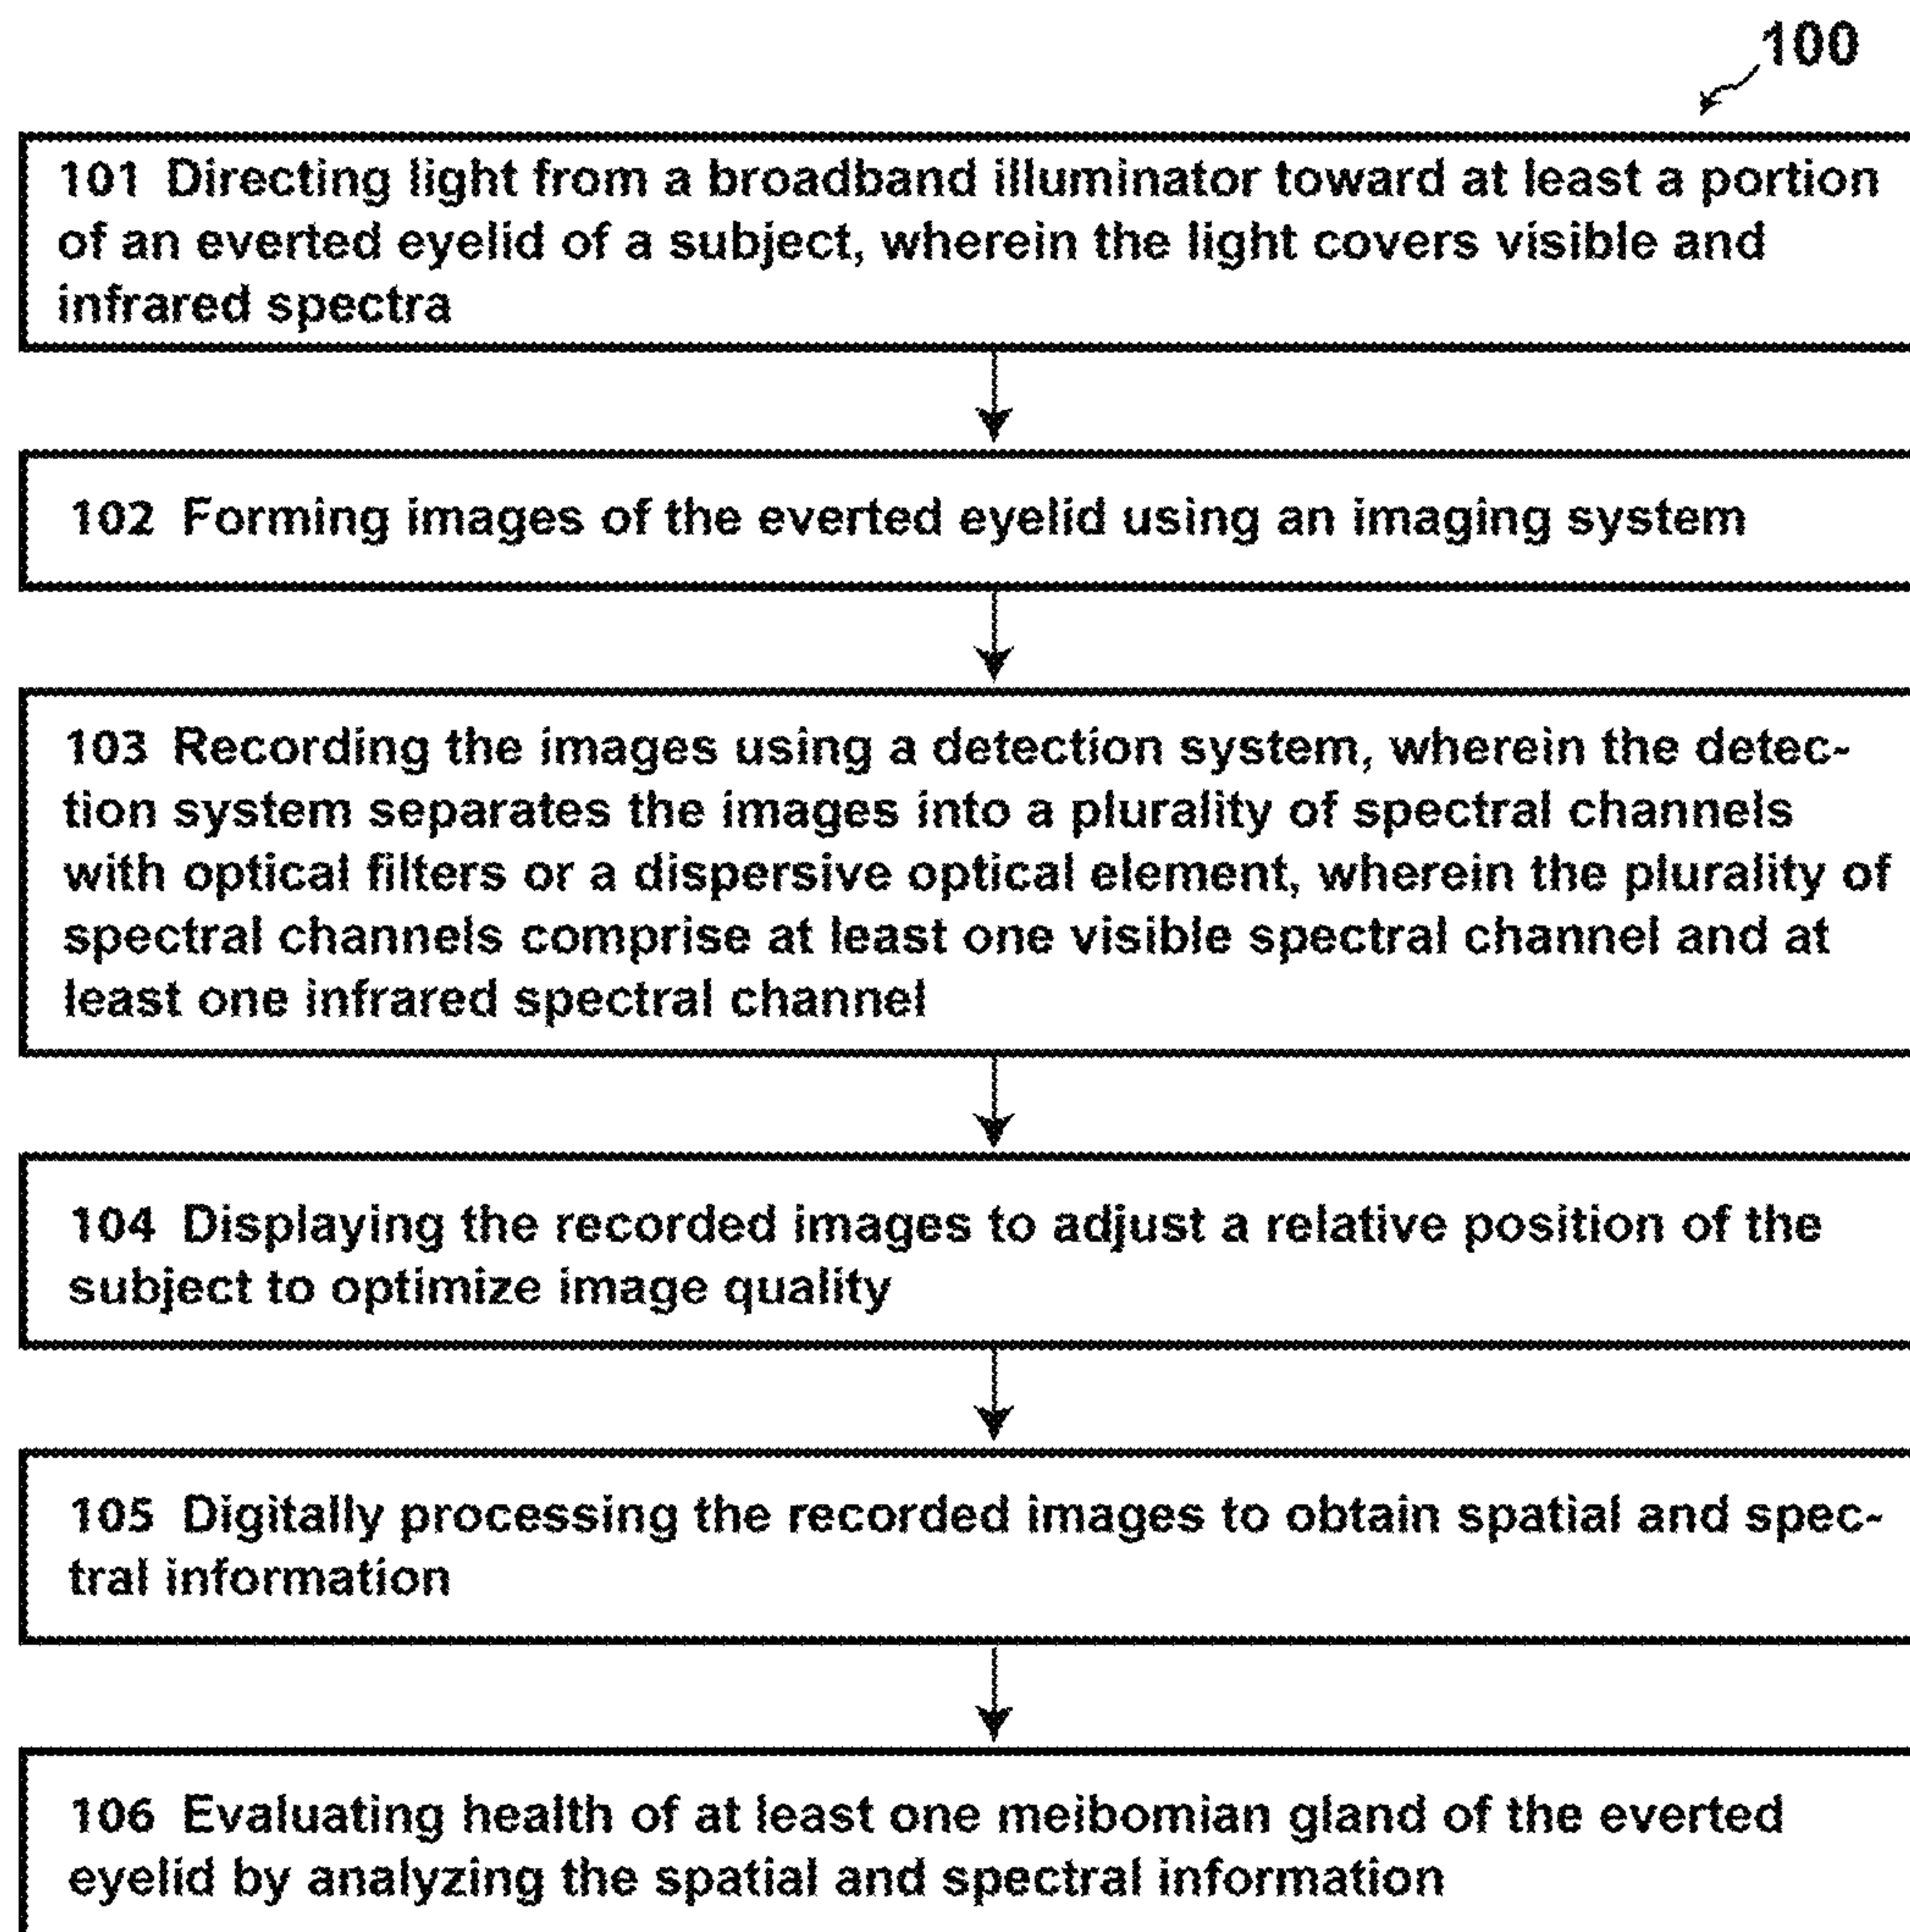 100
101 Directing light from a broadband illuminator toward at least a portion
of an everted eyelid of a subject, wherein the light covers visible and
infrared spectra
102 Forming images of the everted eyelid using an imaging system
103 Recording the images using a detection system, wherein the detec-
tion system separates the images into a plurality of spectral channels
with optical filters or a dispersive optical element, wherein the plurality of
spectral channels comprise at least one visible spectral channel and at
least one infrared spectral channel
104 Displaying the recorded images to adjust a relative position of the
subject to optimize image quality
105 Digitally processing the recorded images to obtain spatial and spec-
tral information
106 Evaluating health of at least one meibomian gland of the everted
eyelid by analyzing the spatial and spectral information